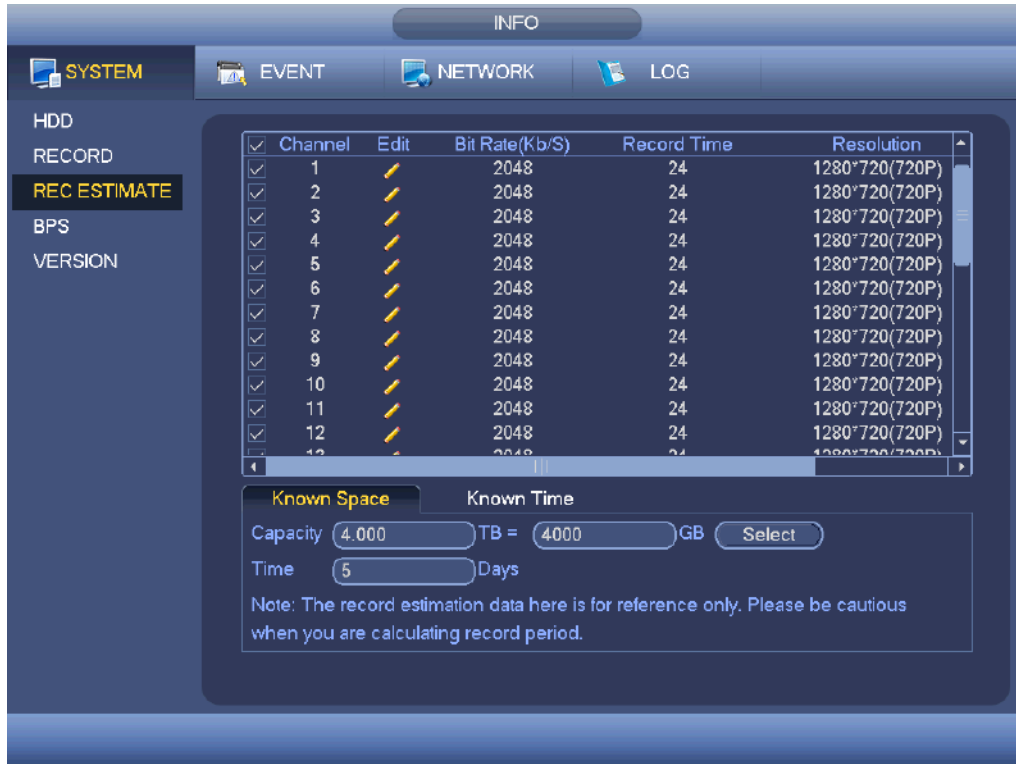 INFO
SYSTEM EVENT NETWORK LOG
HDD
RECORD
REC ESTIMATE
BPS
VERSION
Channel Edit Bit Rate(Kb/S) Record Time Resolution
1 2048 24 1280*720(720P)
2 2048 24 1280*720(720P)
3 2048 24 1280*720(720P)
4 2048 24 1280*720(720P)
5 2048 24 1280*720(720P)
6 2048 24 1280*720(720P)
7 2048 24 1280*720(720P)
8 2048 24 1280*720(720P)
9 2048 24 1280*720(720P)
10 2048 24 1280*720(720P)
11 2048 24 1280*720(720P)
12 2048 24 1280*720(720P)
Known Space Known Time
Capacity 4.000 TB = 4000 GB Select
Time 5 Days
Note: The record estimation data here is for reference only. Please be cautious
when you are calculating record period.